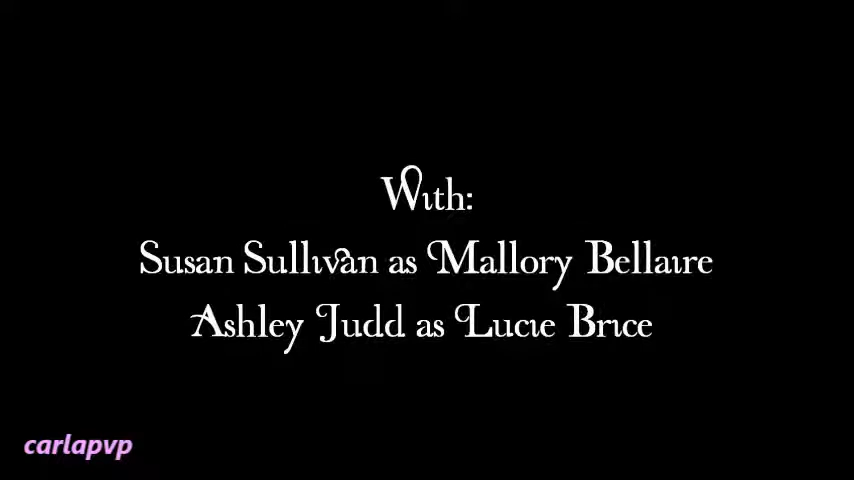 With:
Susan Sullivan as Mallory Bellaire
Ashley Judd as Lucie Brice
carlapvp